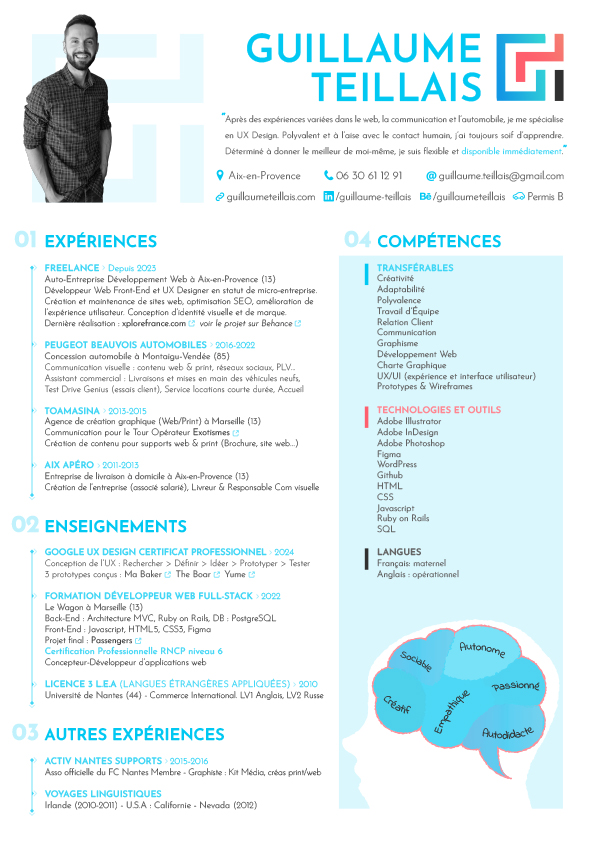 GUILLAUME
TEILLAIS
"Après des expériences variées dans le web, la communication et l'automobile, je me spécialise
en UX Design. Polyvalent et à l'aise avec le contact humain, j'ai toujours soif d'apprendre.
Déterminé à donner le meilleur de moi-même, je suis flexible et disponible immédiatement."
Aix-en-Provence 06 30 61 12 91 @ guillaume.teillais@gmail.com
guillaumeteillais.com in /guillaume-teillais Bē /guillaumeteillais Permis B
01 EXPÉRIENCES
FREELANCE > Depuis 2023
Auto-Entreprise Développement Web à Aix-en-Provence (13)
Développeur Web Front-End et UX Designer en statut de micro-entreprise.
Création et maintenance de sites web, optimisation SEO, amélioration de
l'expérience utilisateur. Conception d'identité visuelle et de marque.
Dernière réalisation : xplorefrance.com voir le projet sur Behance
PEUGEOT BEAUVOIS AUTOMOBILES > 2016-2022
Concession automobile à Montaigu-Vendée (85)
Communication visuelle : contenu web & print, réseaux sociaux, PLV...
Assistant commercial : Livraisons et mises en main des véhicules neufs,
Test Drive Genius (essais client), Service locations courte durée, Accueil
TOAMASINA > 2013-2015
Agence de création graphique (Web/Print) à Marseille (13)
Communication pour le Tour Opérateur Exotismes
Création de contenu pour supports web & print (Brochure, site web...)
AIX APÉRO > 2011-2013
Entreprise de livraison à domicile à Aix-en-Provence (13)
Création de l'entreprise (associé salarié), Livreur & Responsable Com visuelle
02 ENSEIGNEMENTS
GOOGLE UX DESIGN CERTIFICAT PROFESSIONNEL > 2024
Conception de l'UX : Rechercher > Définir > Idéer > Prototyper > Tester
3 prototypes conçus : Ma Baker The Boar Yume
FORMATION DÉVELOPPEUR WEB FULL-STACK > 2022
Le Wagon à Marseille (13)
Back-End : Architecture MVC, Ruby on Rails, DB : PostgreSQL
Front-End : Javascript, HTML5, CSS3, Figma
Projet final : Passengers
Certification Professionelle RNCP niveau 6
Concepteur-Développeur d'applications web
LICENCE 3 L.E.A (LANGUES ÉTRANGÈRES APPLIQUÉES) > 2010
Université de Nantes (44) - Commerce International. LV1 Anglais, LV2 Russe
03 AUTRES EXPÉRIENCES
ACTIV NANTES SUPPORTS > 2015-2016
Asso officielle du FC Nantes Membre - Graphiste : Kit Média, créas print/web
VOYAGES LINGUISTIQUES
Irlande (2010-2011) - U.S.A : Californie - Nevada (2012)
04 COMPÉTENCES
TRANSFÉRABLES
Créativité
Adaptabilité
Polyvalence
Travail d'Équipe
Relation Client
Communication
Graphisme
Développement Web
Charte Graphique
UX/UI (expérience et interface utilisateur)
Prototypes & Wireframes
TECHNOLOGIES ET OUTILS
Adobe Illustrator
Adobe InDesign
Adobe Photoshop
Figma
WordPress
Github
HTML
CSS
Javascript
Ruby on Rails
SQL
LANGUES
Français: maternel
Anglais : opérationnel
Sociable
Autonome
Créatif
Empathique
Passionné
Autodidacte